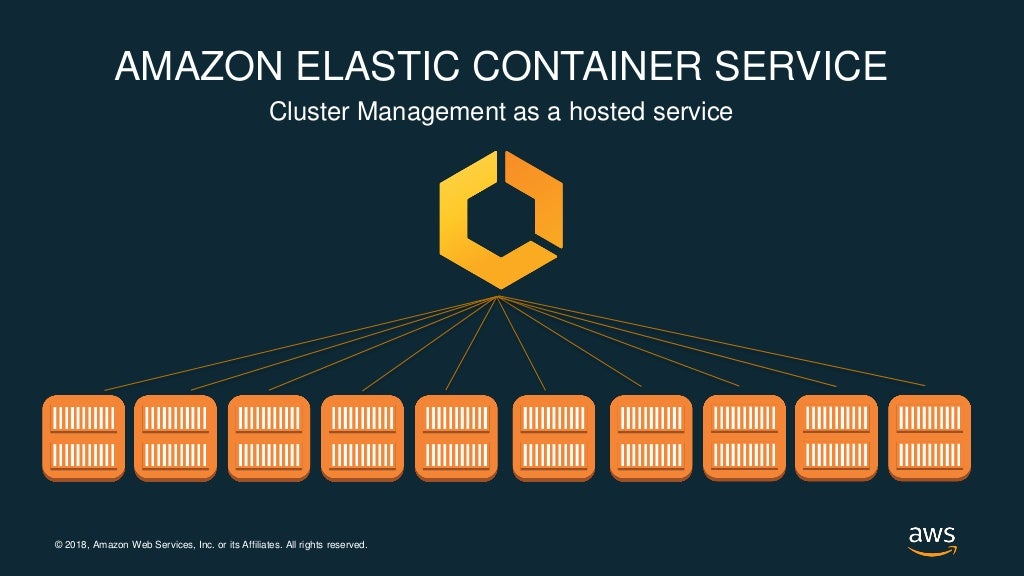 AMAZON ELASTIC CONTAINER SERVICE
Cluster Management as a hosted service
© 2018, Amazon Web Services, Inc. or its Affiliates. All rights reserved.
aws